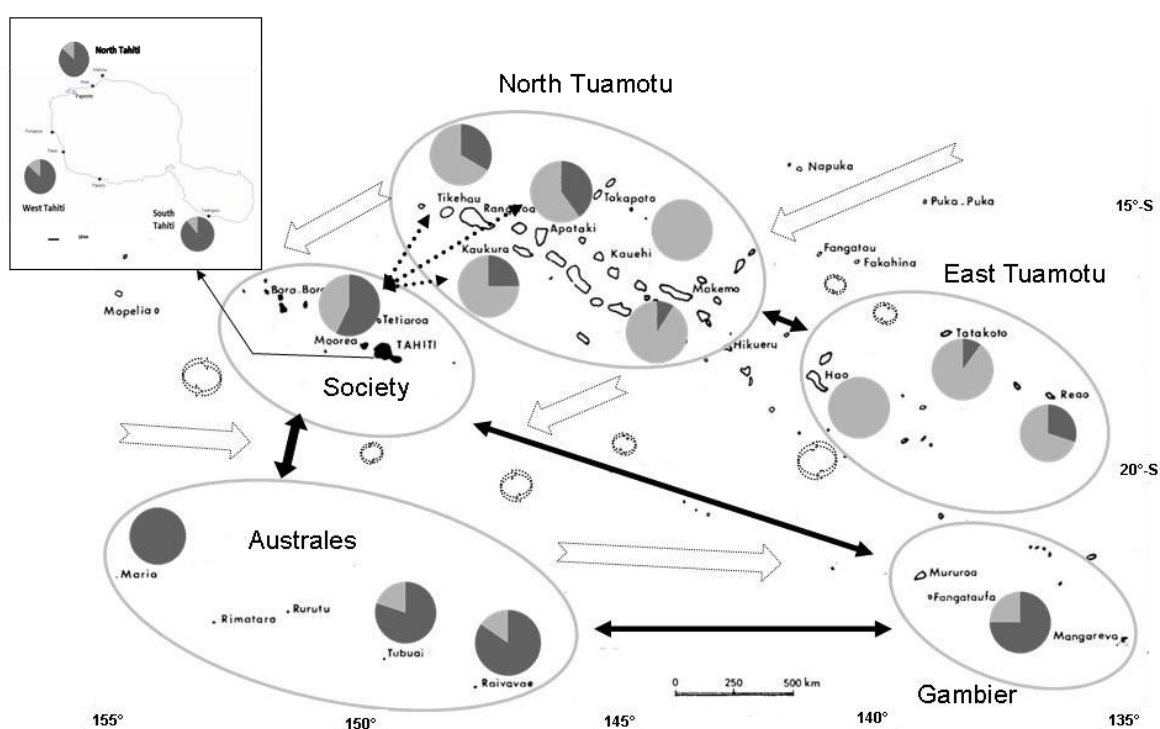 North Tahiti
Papeete
West Tahiti
South
Tahiti
North Tuamotu
Napuka
Puka-Puka
15°-S
Tikehau
Rangiroa
Takapoto
Apataki
Kaukura
Kauehi
Makemo
Hikueru
Fangatau
Fakahina
East Tuamotu
Tatakoto
Hao
Reao
Mopelia
Bora-Bora
Tetiaroa
Moorea
TAHITI
Society
20°-S
Australes
Maria
Rurutu
Rimatara
Tubuai
Raivavae
Mururoa
Fangataufa
Mangareva
Gambier
0 250 500 km
155° 150° 145° 140° 135°